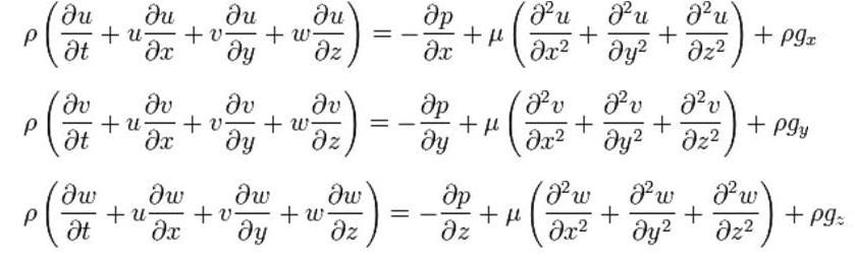 ρ(∂u/∂t + u ∂u/∂x + v ∂u/∂y + w ∂u/∂z) = −∂p/∂x + μ(∂²u/∂x² + ∂²u/∂y² + ∂²u/∂z²) + ρgₓ
ρ(∂v/∂t + u ∂v/∂x + v ∂v/∂y + w ∂v/∂z) = −∂p/∂y + μ(∂²v/∂x² + ∂²v/∂y² + ∂²v/∂z²) + ρg_y
ρ(∂w/∂t + u ∂w/∂x + v ∂w/∂y + w ∂w/∂z) = −∂p/∂z + μ(∂²w/∂x² + ∂²w/∂y² + ∂²w/∂z²) + ρg_z